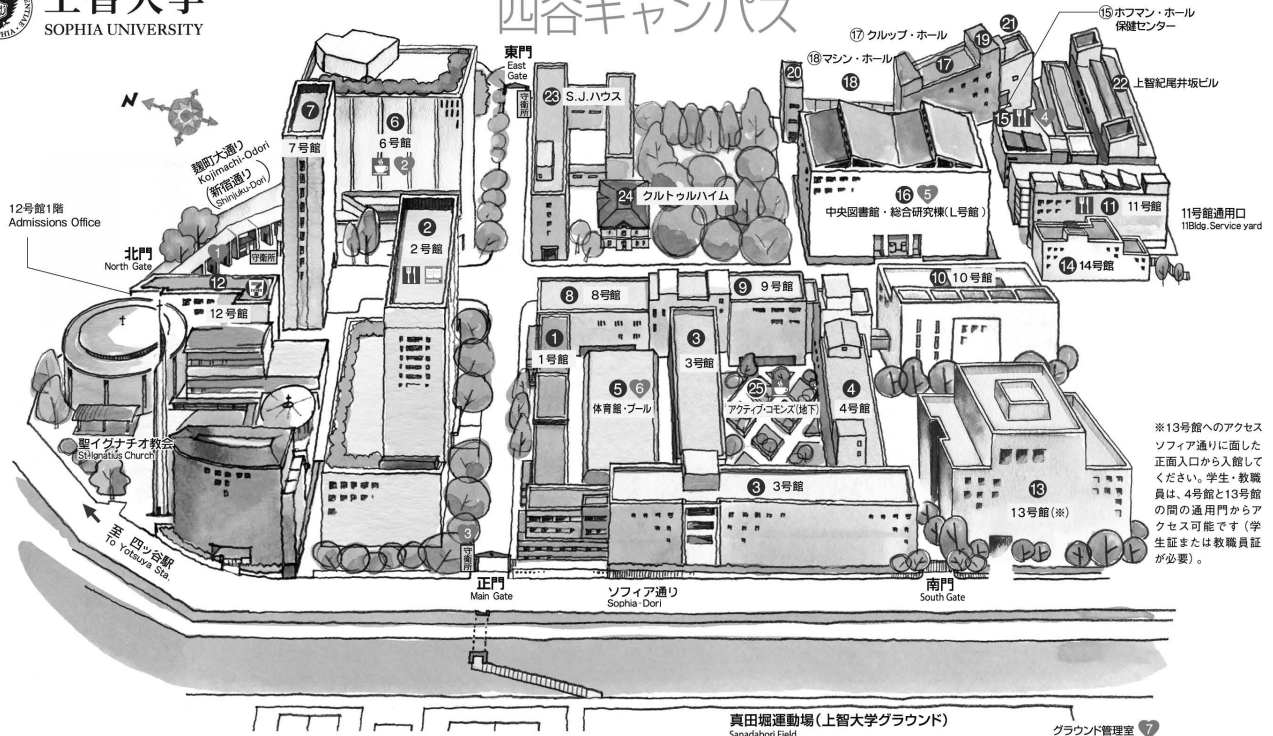 上智大学
SOPHIA UNIVERSITY
四谷キャンパス
N
麹町大通り
Kojimachi-Odori
(新宿通り)
(Shinjuku-Dori)
12号館1階
Admissions Office
北門
North Gate
1
守衛所
7
7号館
6
6号館
2
2
2号館
東門
East
Gate
守衛所
23 S.J.ハウス
24 クルトゥルハイム
20
⑱マシン・ホール
18
⑰クルップ・ホール
17
19
21
⑮ホフマン・ホール
保健センター
15
4
22 上智紀尾井坂ビル
16 5
中央図書館・総合研究棟(L号館)
11 11号館
11号館通用口
11Bldg. Service yard
14 14号館
10 10号館
12
12号館
8 8号館
9 9号館
1
1号館
3
3号館
5 6
体育館・プール
25
アクティブ・コモンズ(地下)
4
4号館
聖イグナチオ教会
St. Ignatius Church
3 3号館
13
13号館(※)
※13号館へのアクセス
ソフィア通りに面した
正面入口から入館して
ください。学生・教職
員は、4号館と13号館
の間の通用門からア
クセス可能です(学
生証または教職員証
が必要)。
3
守衛所
正門
Main Gate
ソフィア通り
Sophia-Dori
南門
South Gate
至 四ッ谷駅
To Yotsuya Sta.
真田堀運動場(上智大学グラウンド)
Sanadabori Field
グラウンド管理室 7